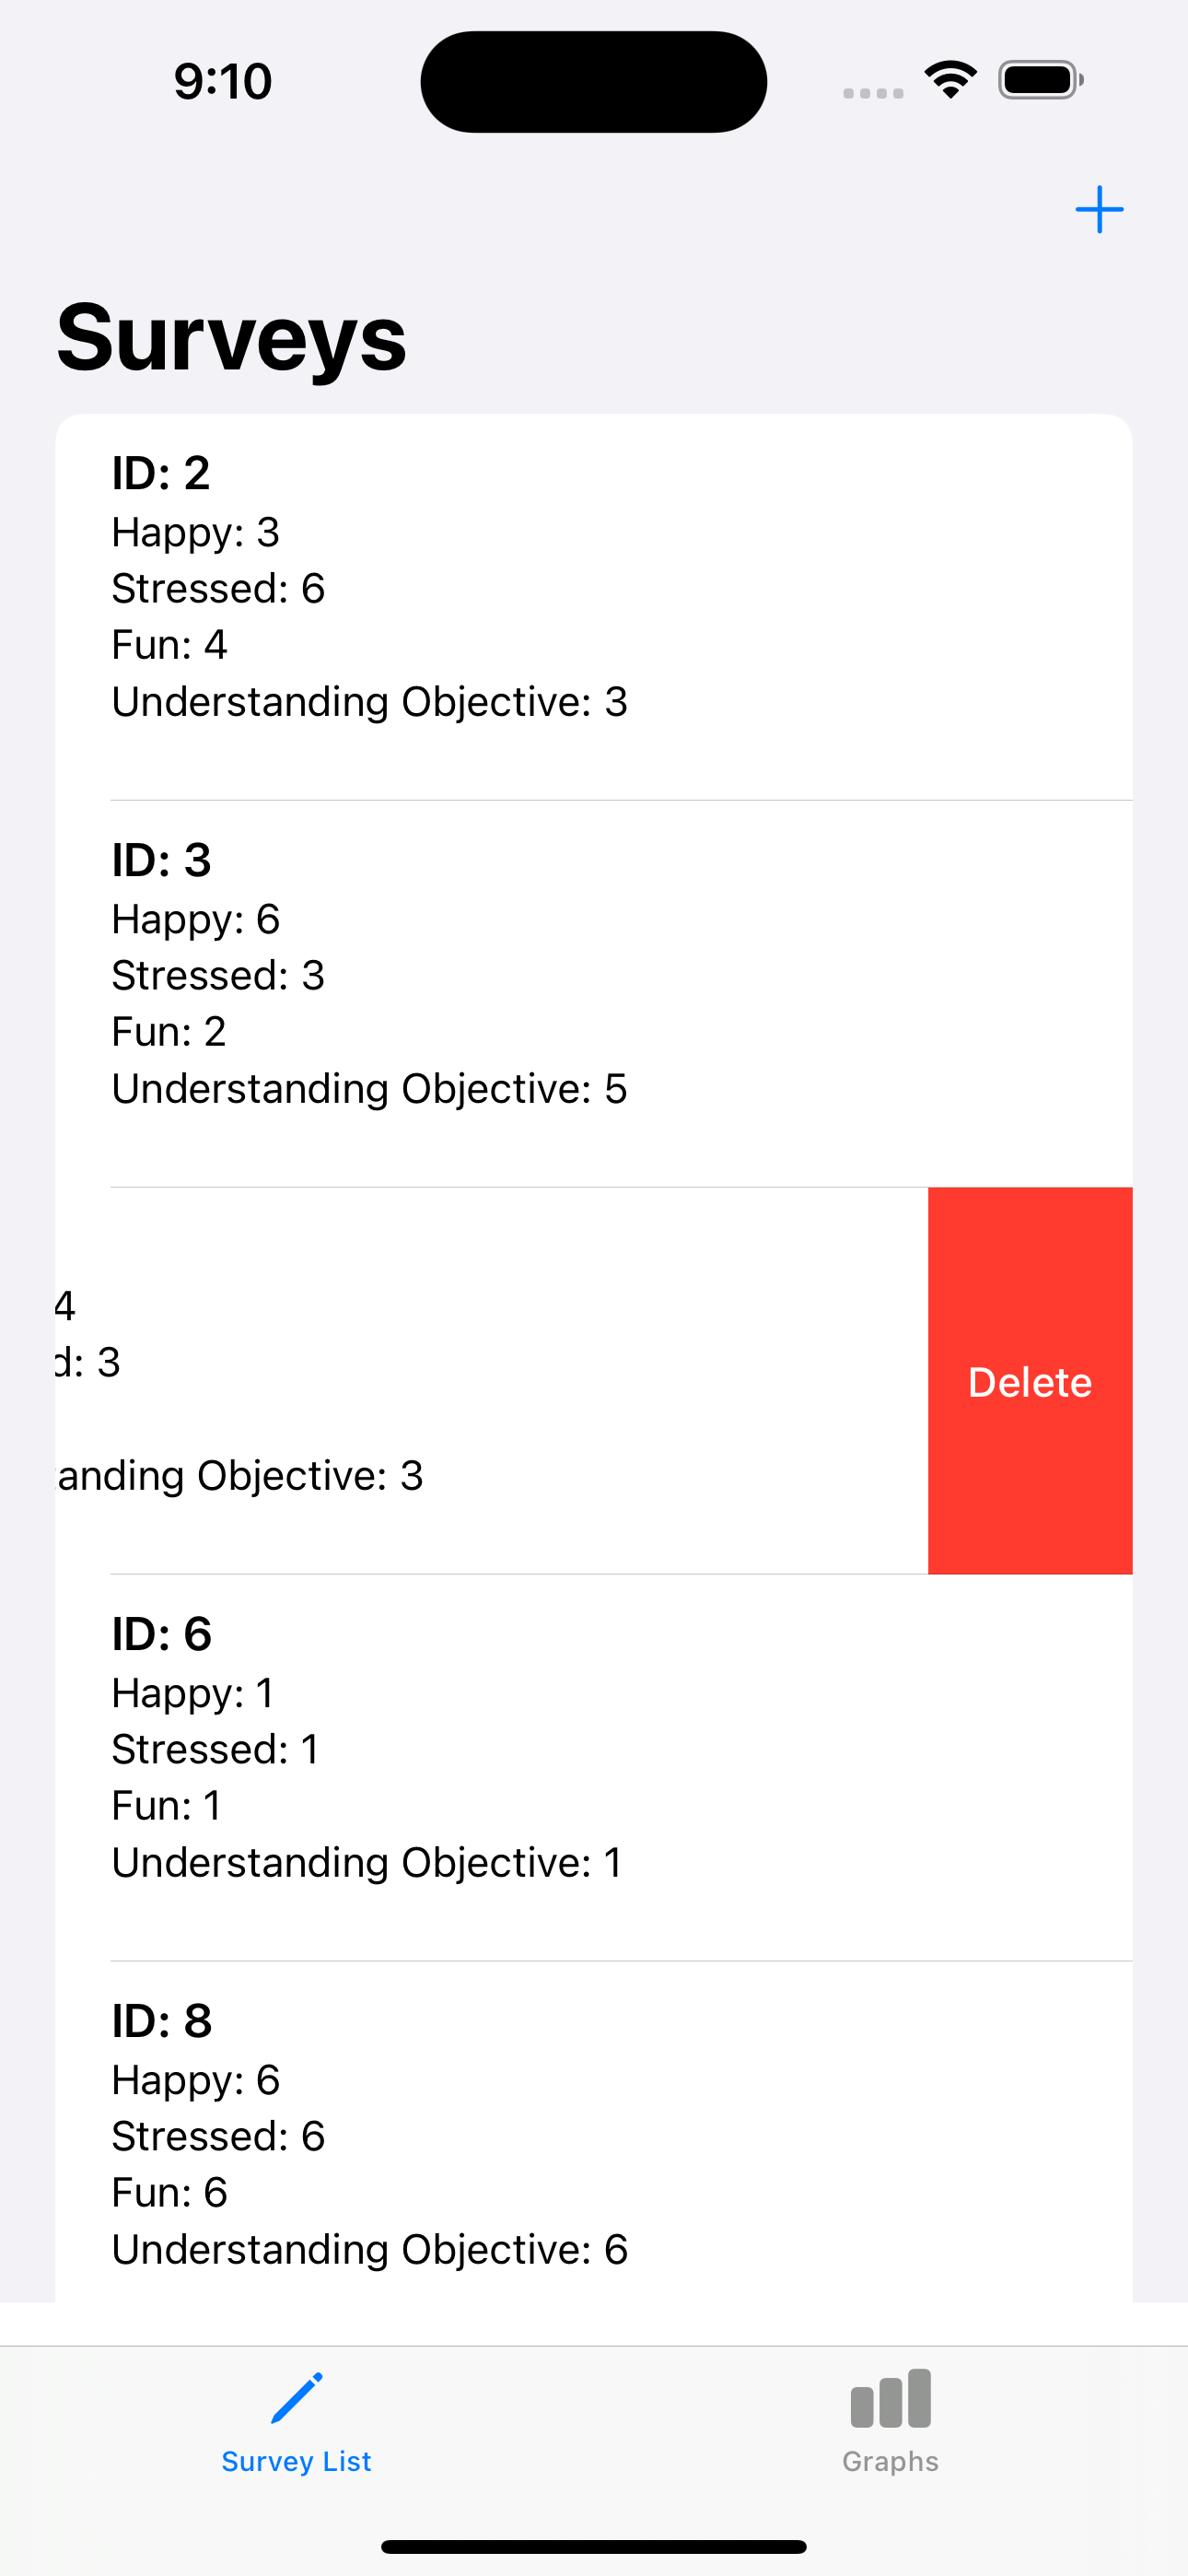 9:10
Surveys
ID: 2
Happy: 3
Stressed: 6
Fun: 4
Understanding Objective: 3
ID: 3
Happy: 6
Stressed: 3
Fun: 2
Understanding Objective: 5
4
d: 3
Delete
anding Objective: 3
ID: 6
Happy: 1
Stressed: 1
Fun: 1
Understanding Objective: 1
ID: 8
Happy: 6
Stressed: 6
Fun: 6
Understanding Objective: 6
Survey List
Graphs